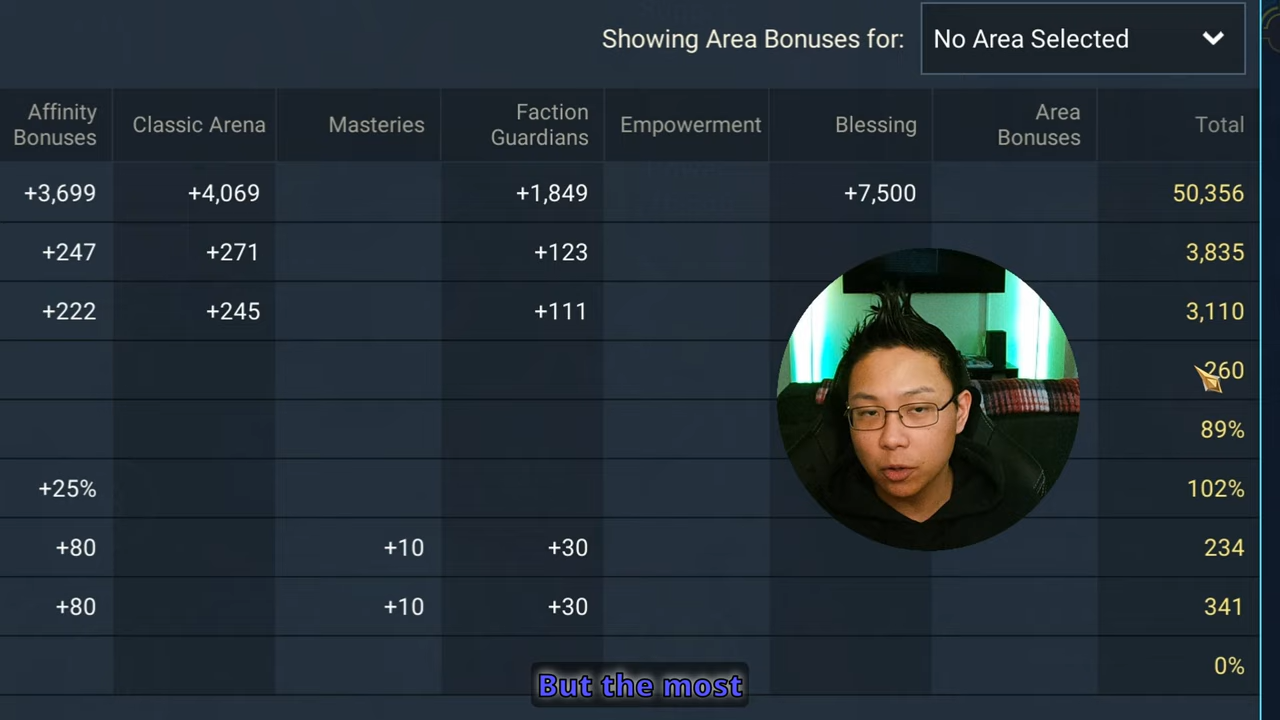 Showing Area Bonuses for: No Area Selected
Affinity Bonuses Classic Arena Masteries Faction Guardians Empowerment Blessing Area Bonuses Total
+3,699 +4,069 +1,849 +7,500 50,356
+247 +271 +123 3,835
+222 +245 +111 3,110
260
89%
+25% 102%
+80 +10 +30 234
+80 +10 +30 341
0%
But the most